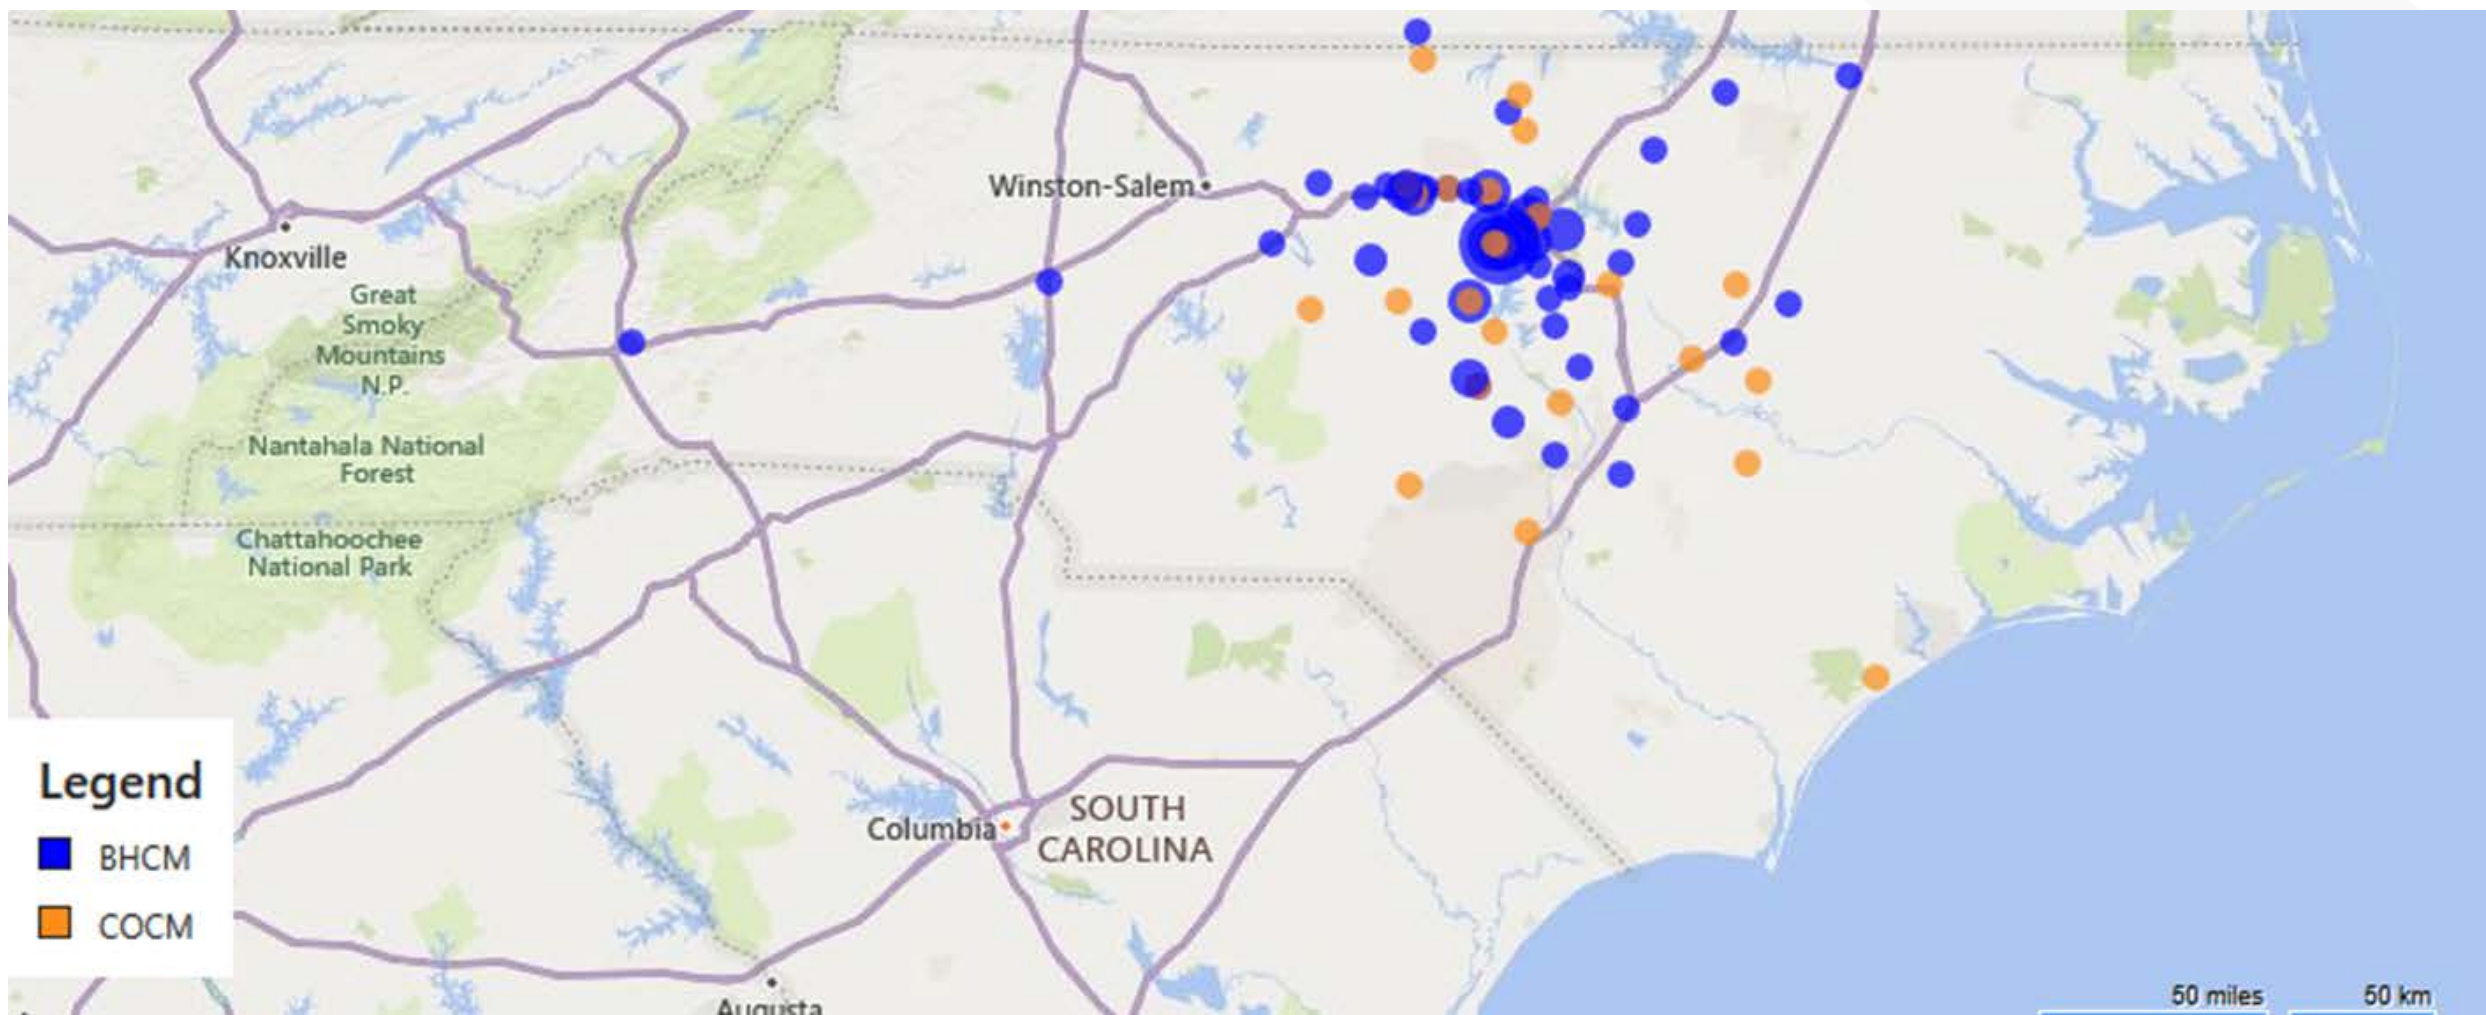 Winston-Salem
Knoxville
Great
Smoky
Mountains
N.P.
Nantahala National
Forest
Chattahoochee
National Park
Legend
BHCM
COCM
Columbia
SOUTH
CAROLINA
Augusta
50 miles
50 km